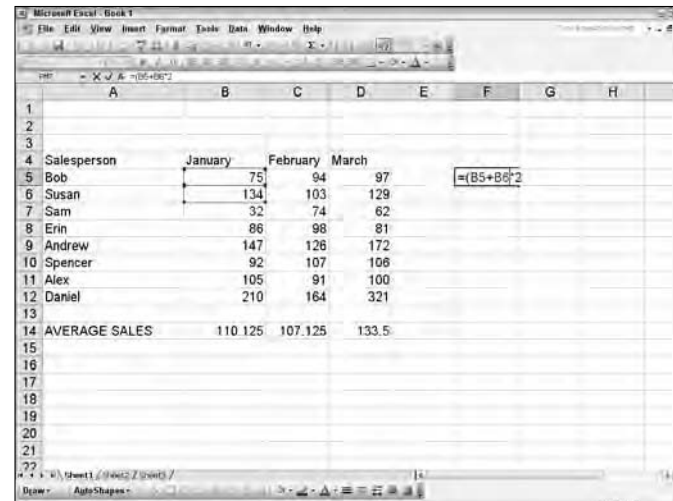 Microsoft Excel - Book 1
File Edit View Insert Format Tools Data Window Help
=(B5+B6*2
A B C D E F G H
1
2
3
4 Salesperson January February March
5 Bob 75 94 97 =(B5+B6*2
6 Susan 134 103 129
7 Sam 32 74 62
8 Erin 86 98 81
9 Andrew 147 126 172
10 Spencer 92 107 106
11 Alex 105 91 100
12 Daniel 210 164 321
13
14 AVERAGE SALES 110.125 107.125 133.5
15
16
17
18
19
20
21
22
Sheet1 / Sheet2 / Sheet3 /
Draw AutoShapes